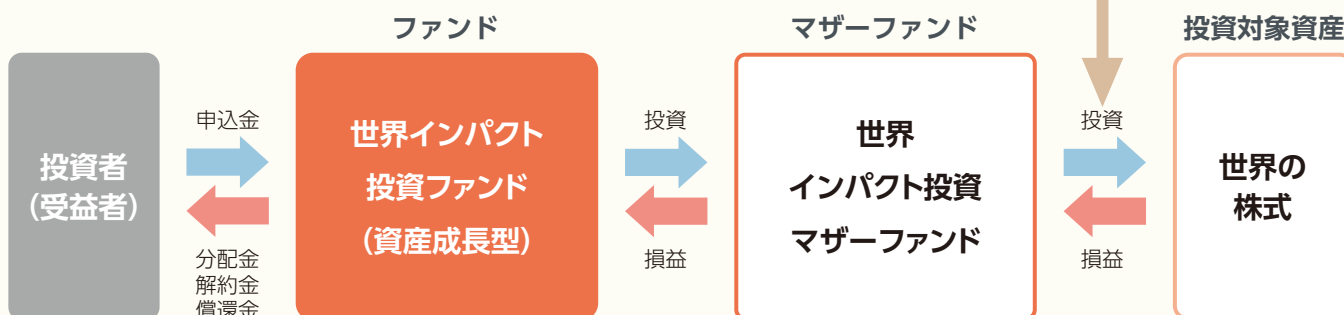 ファンド
マザーファンド
投資対象資産
投資者
(受益者)
申込金
分配金
解約金
償還金
世界インパクト
投資ファンド
(資産成長型)
投資
損益
世界
インパクト投資
マザーファンド
投資
損益
世界の
株式